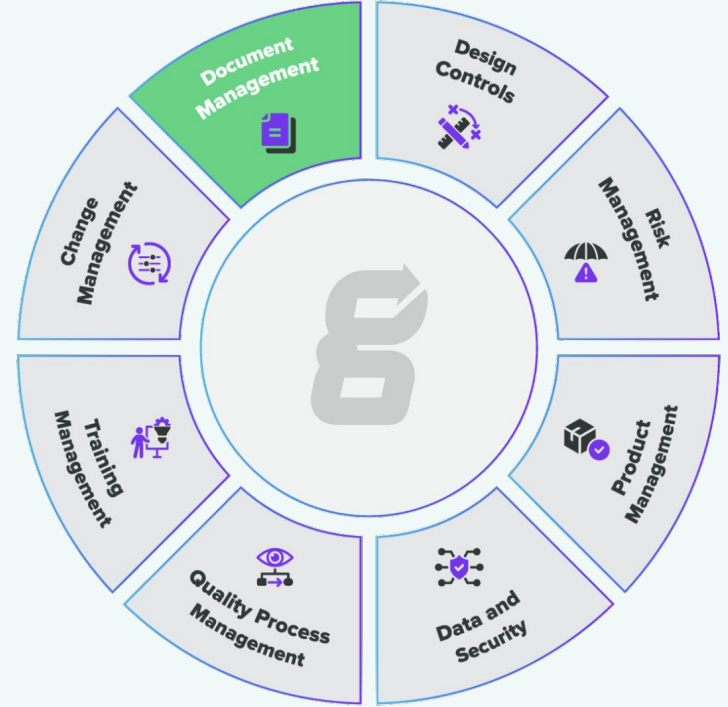 Document
Management
Design
Controls
Risk
Management
Product
Management
Data and
Security
Quality Process
Management
Training
Management
Change
Management